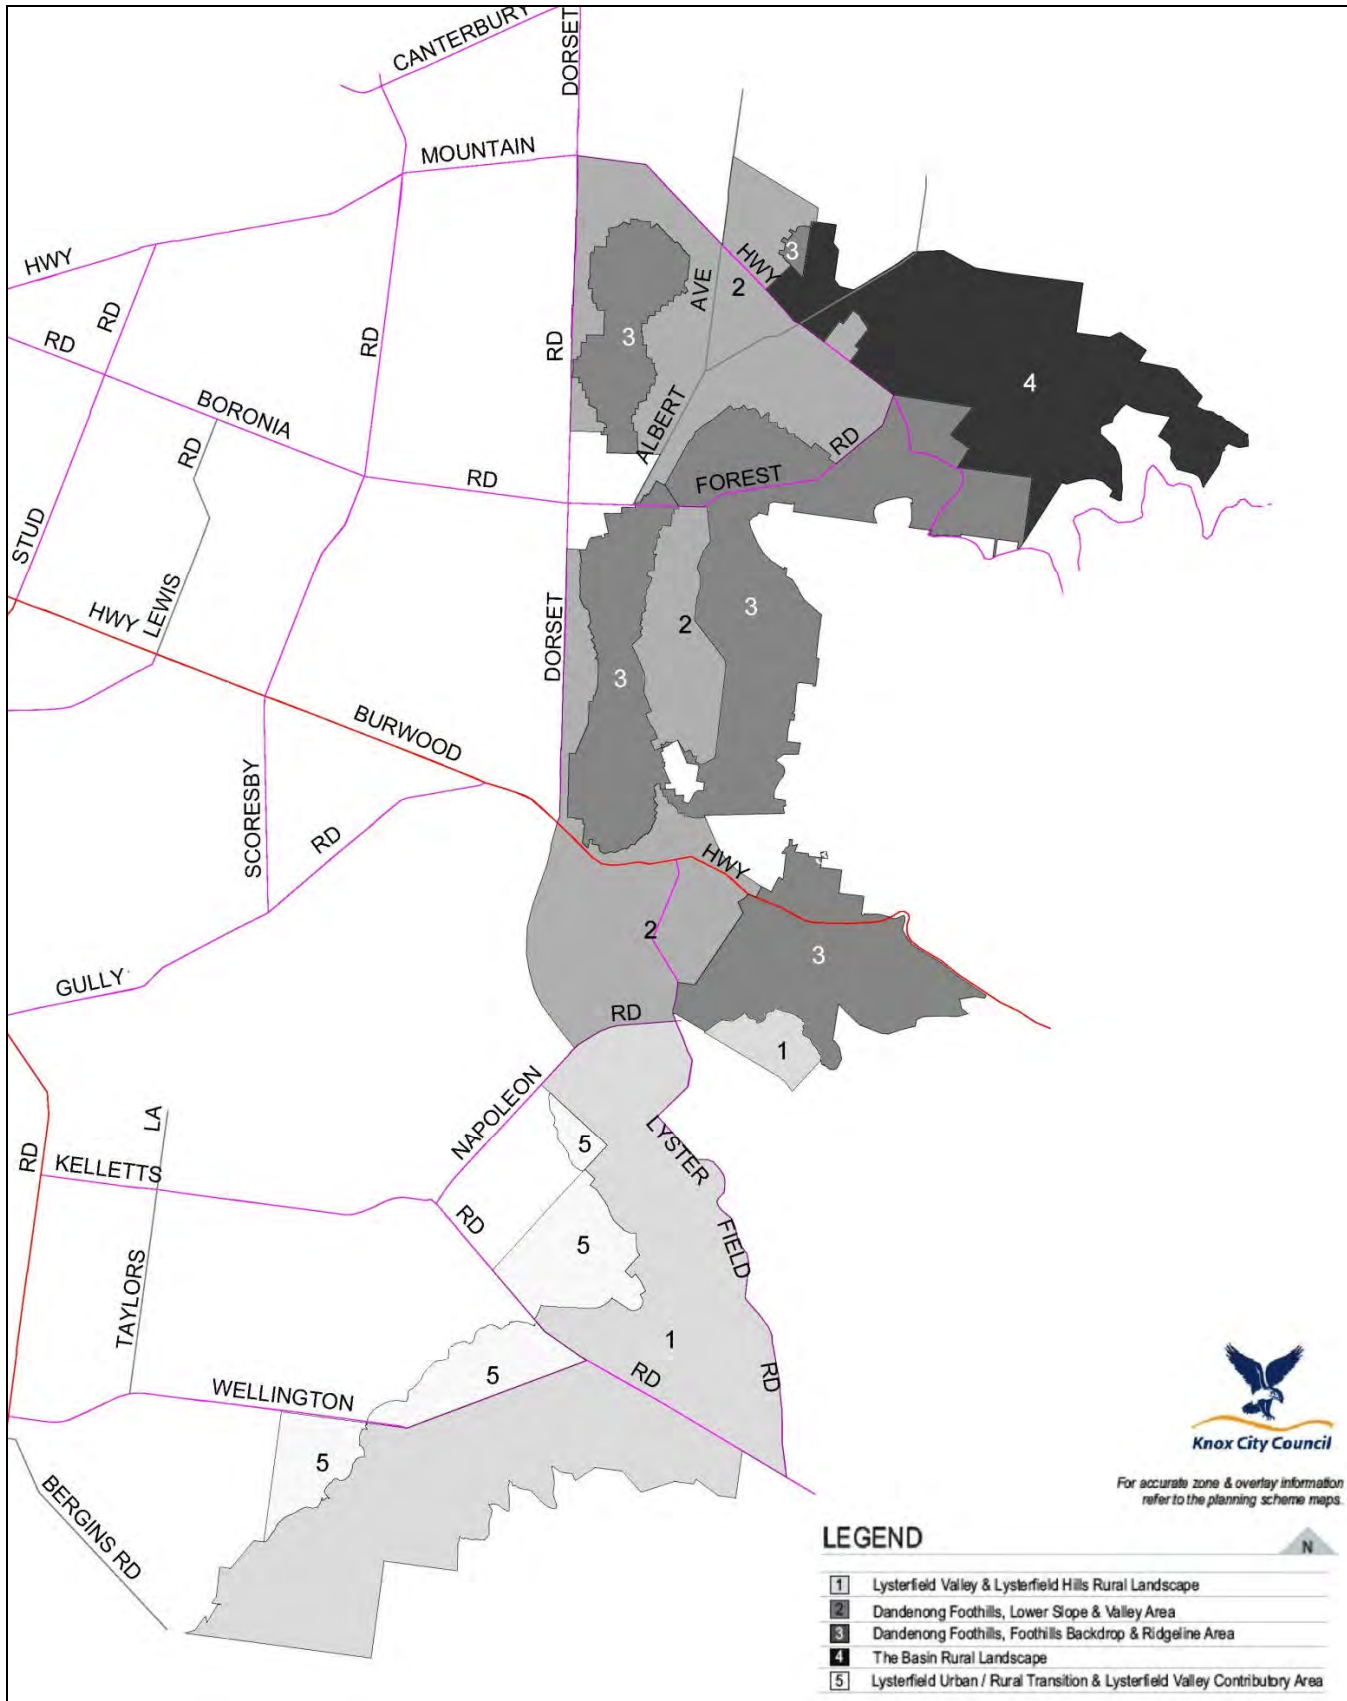 CANTERBURY
DORSET
MOUNTAIN
HWY
HWY
3
AVE
2
RD
RD
RD
RD
3
4
BORONIA
RD
ALBERT
RD
RD
FOREST
STUD
LEWIS
HWY
DORSET
2
3
3
BURWOOD
SCORESBY
RD
HWY
2
3
GULLY
RD
1
NAPOLEON
LA
RD
KELLETTS
5
LYSTER
RD
5
FIELD
TAYLORS
1
RD
RD
5
WELLINGTON
5
BERGINS RD
Knox City Council
For accurate zone & overlay information
refer to the planning scheme maps.
LEGEND
N
1 Lysterfield Valley & Lysterfield Hills Rural Landscape
2 Dandenong Foothills, Lower Slope & Valley Area
3 Dandenong Foothills, Foothills Backdrop & Ridgeline Area
4 The Basin Rural Landscape
5 Lysterfield Urban / Rural Transition & Lysterfield Valley Contributory Area